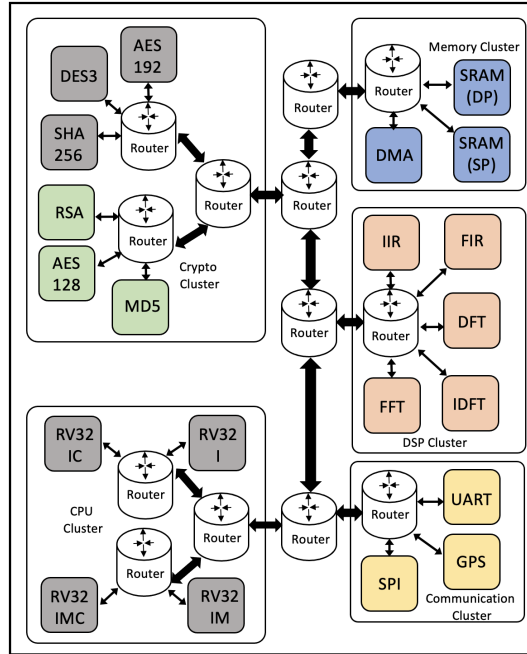 AES
192
DES3
Router
SHA
256
RSA
Router
Router
AES
128
Crypto
Cluster
MD5
Router
Router
Router
Router
Memory Cluster
SRAM
(DP)
Router
DMA
SRAM
(SP)
IIR
FIR
Router
DFT
FFT
IDFT
DSP Cluster
RV32
IC
RV32
I
Router
CPU
Cluster
Router
Router
RV32
IMC
RV32
IM
UART
Router
GPS
SPI
Communication
Cluster